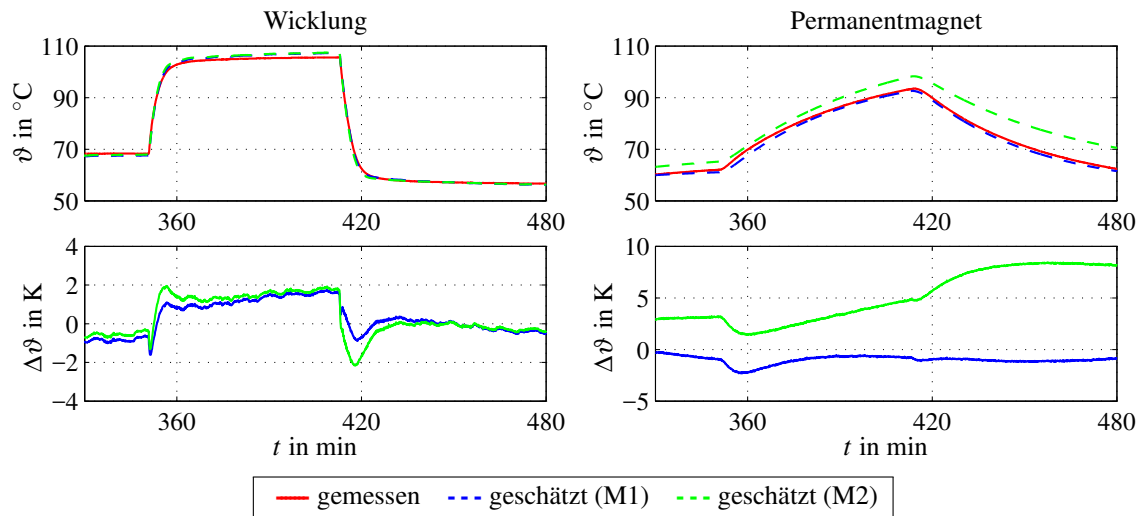 Wicklung
Permanentmagnet
ϑ in °C
110
90
70
50
360
420
480
ϑ in °C
110
90
70
50
360
420
480
Δϑ in K
4
2
0
−2
−4
360
420
480
t in min
Δϑ in K
10
5
0
−5
360
420
480
t in min
gemessen
geschätzt (M1)
geschätzt (M2)